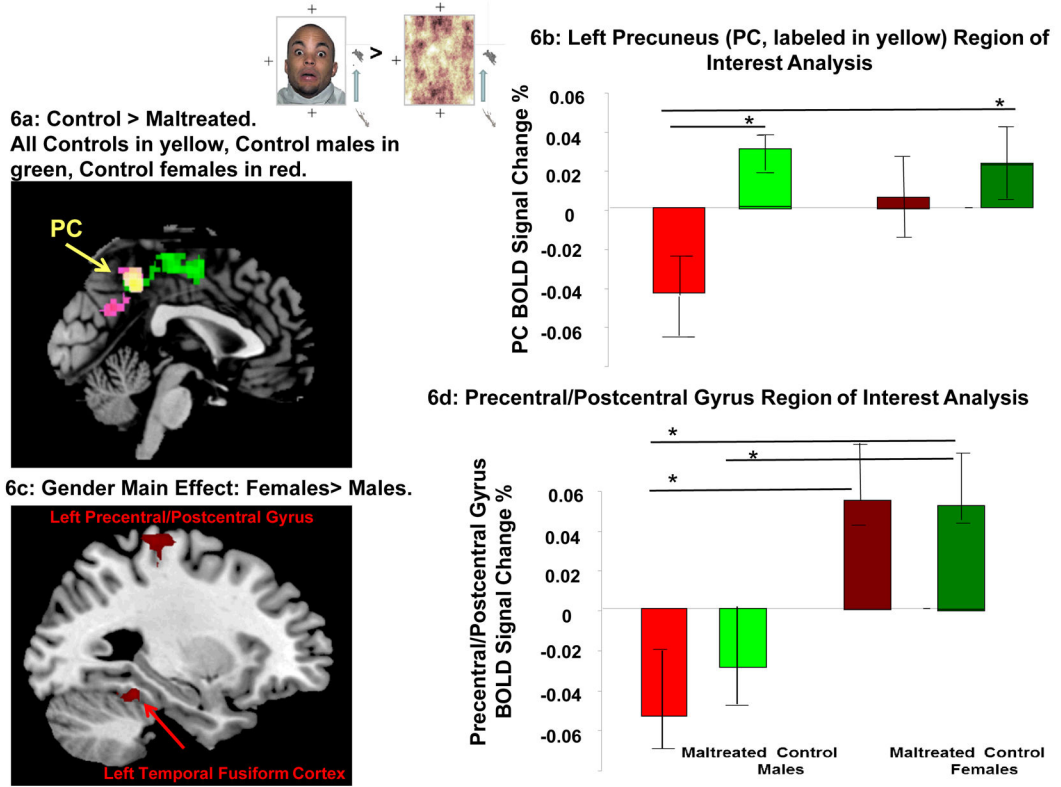 >
6a: Control > Maltreated.
All Controls in yellow, Control males in
green, Control females in red.
PC
6b: Left Precuneus (PC, labeled in yellow) Region of
Interest Analysis
PC BOLD Signal Change %
0.06
0.04
0.02
0
-0.02
-0.04
-0.06
*
*
6c: Gender Main Effect: Females> Males.
Left Precentral/Postcentral Gyrus
Left Temporal Fusiform Cortex
6d: Precentral/Postcentral Gyrus Region of Interest Analysis
Precentral/Postcentral Gyrus
BOLD Signal Change %
0.06
0.04
0.02
0
-0.02
-0.04
-0.06
*
*
*
Maltreated Control
Males
Maltreated Control
Females